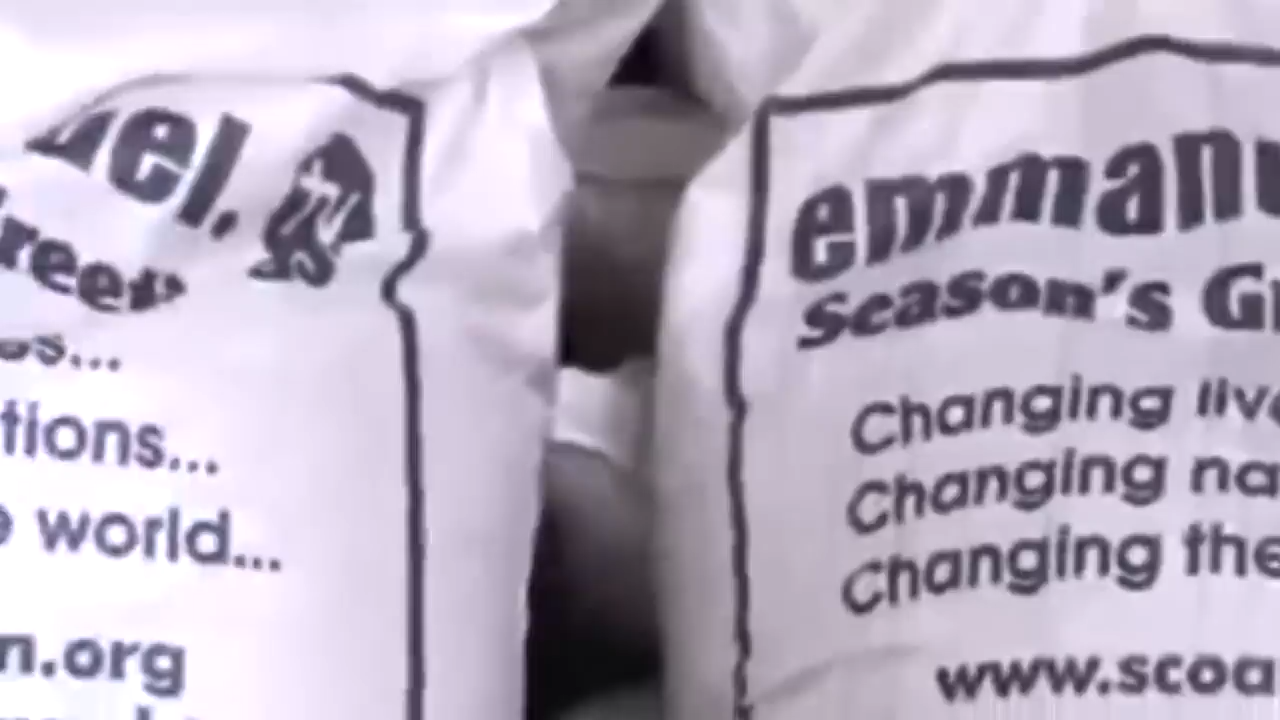 uel,
reet
s...
tions...
e world...
n.org
emmanu
Season's Gr
Changing live
Changing na
Changing the
www.scoa